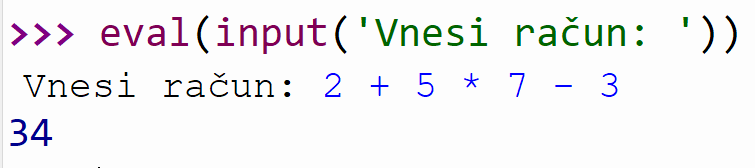 >>> eval(input('Vnesi račun: '))
Vnesi račun: 2 + 5 * 7 - 3
34